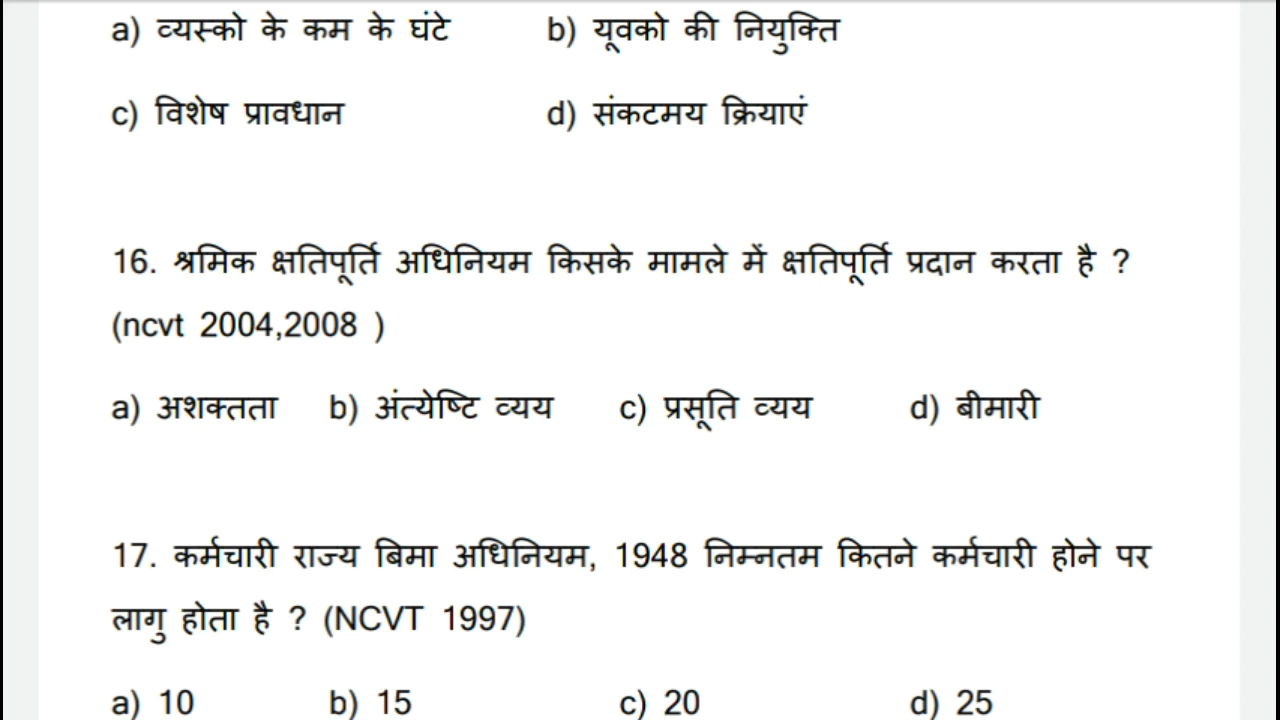 a) व्यस्को के कम के घंटे b) यूवको की नियुक्ति
c) विशेष प्रावधान d) संकटमय क्रियाएं
16. श्रमिक क्षतिपूर्ति अधिनियम किसके मामले में क्षतिपूर्ति प्रदान करता है ?
(ncvt 2004,2008 )
a) अशक्तता b) अंत्येष्टि व्यय c) प्रसूति व्यय d) बीमारी
17. कर्मचारी राज्य बिमा अधिनियम, 1948 निम्नतम कितने कर्मचारी होने पर
लागु होता है ? (NCVT 1997)
a) 10 b) 15 c) 20 d) 25